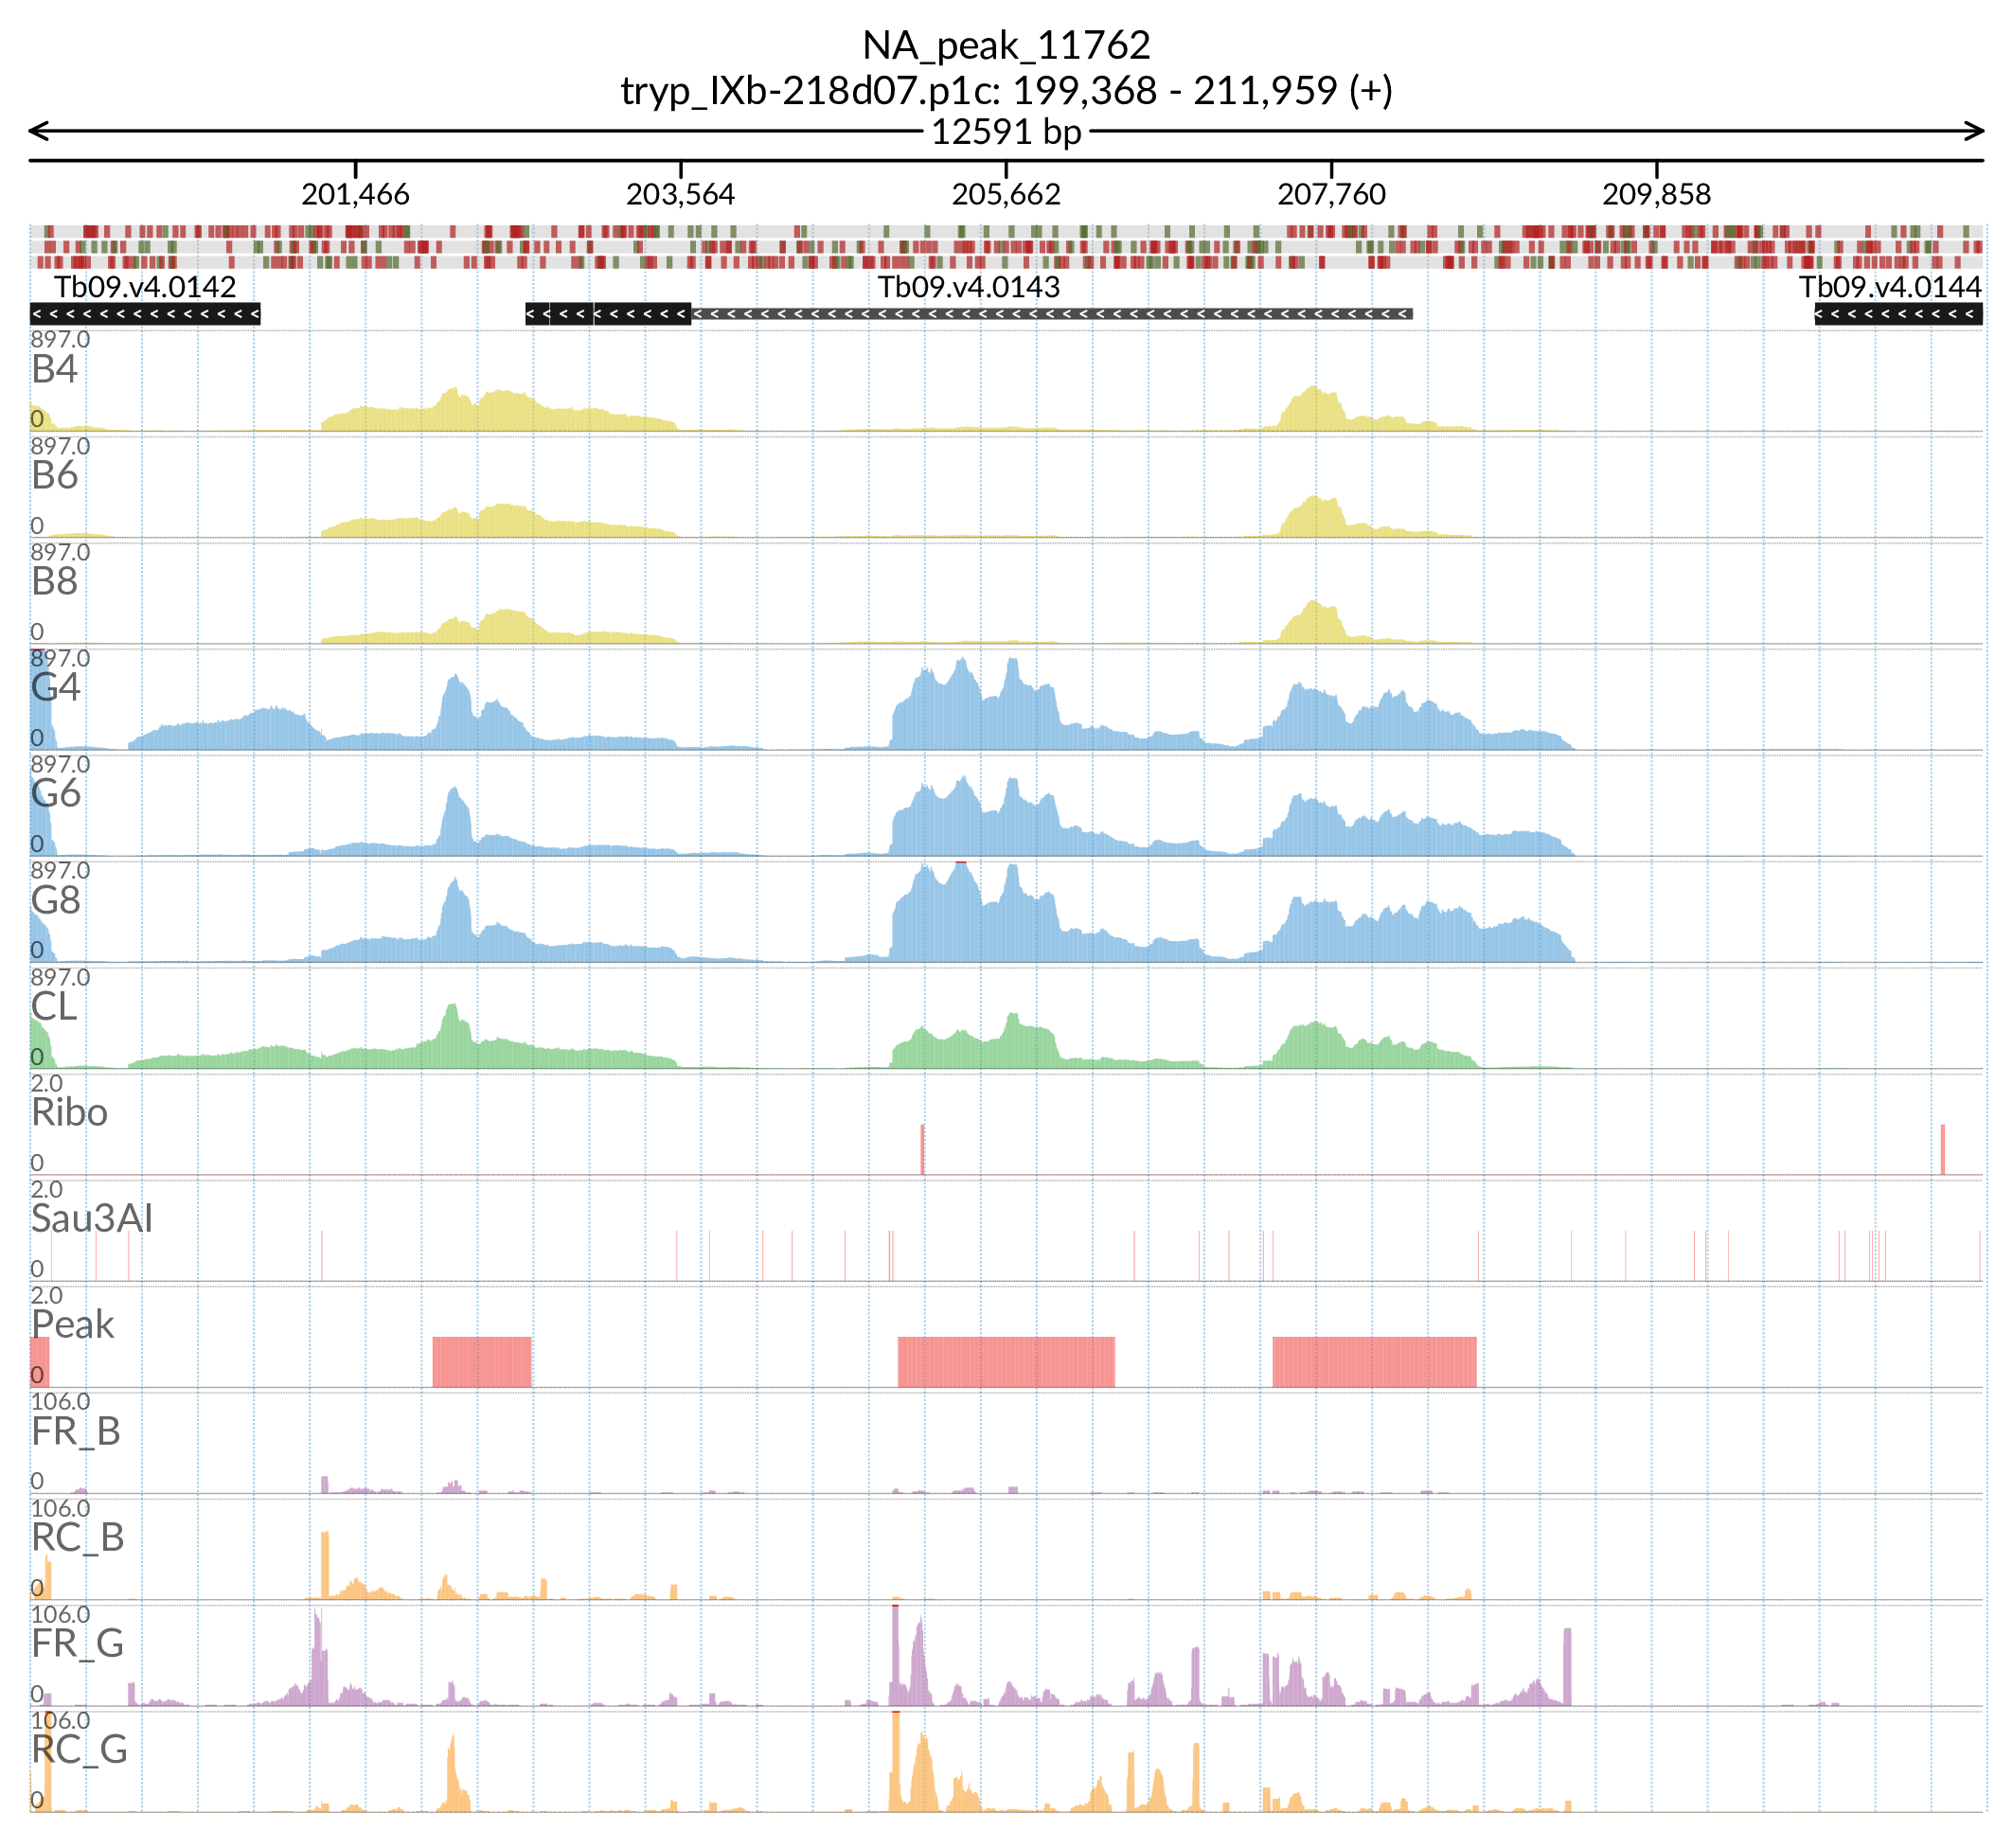 NA_peak_11762
tryp_IXb-218d07.p1c: 199,368 - 211,959 (+)
12591 bp
201,466 203,564 205,662 207,760 209,858
Tb09.v4.0142 Tb09.v4.0143 Tb09.v4.0144
897.0
B4
0
897.0
B6
0
897.0
B8
0
897.0
G4
0
897.0
G6
0
897.0
G8
0
897.0
CL
0
2.0
Ribo
0
2.0
Sau3AI
0
2.0
Peak
0
106.0
FR_B
0
106.0
RC_B
0
106.0
FR_G
0
106.0
RC_G
0